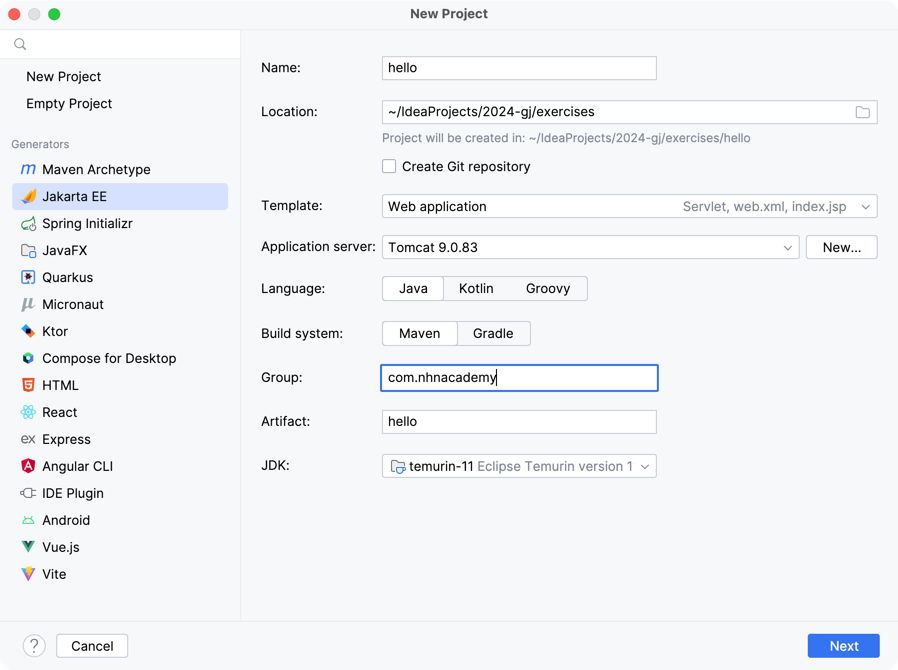 New Project
New Project
Empty Project
Generators
Maven Archetype
Jakarta EE
Spring Initializr
JavaFX
Quarkus
Micronaut
Ktor
Compose for Desktop
HTML
React
Express
Angular CLI
IDE Plugin
Android
Vue.js
Vite
Name: hello
Location: ~/IdeaProjects/2024-gj/exercises
Project will be created in: ~/IdeaProjects/2024-gj/exercises/hello
Create Git repository
Template: Web application Servlet, web.xml, index.jsp
Application server: Tomcat 9.0.83 New...
Language: Java Kotlin Groovy
Build system: Maven Gradle
Group: com.nhnacademy
Artifact: hello
JDK: temurin-11 Eclipse Temurin version 1
? Cancel Next